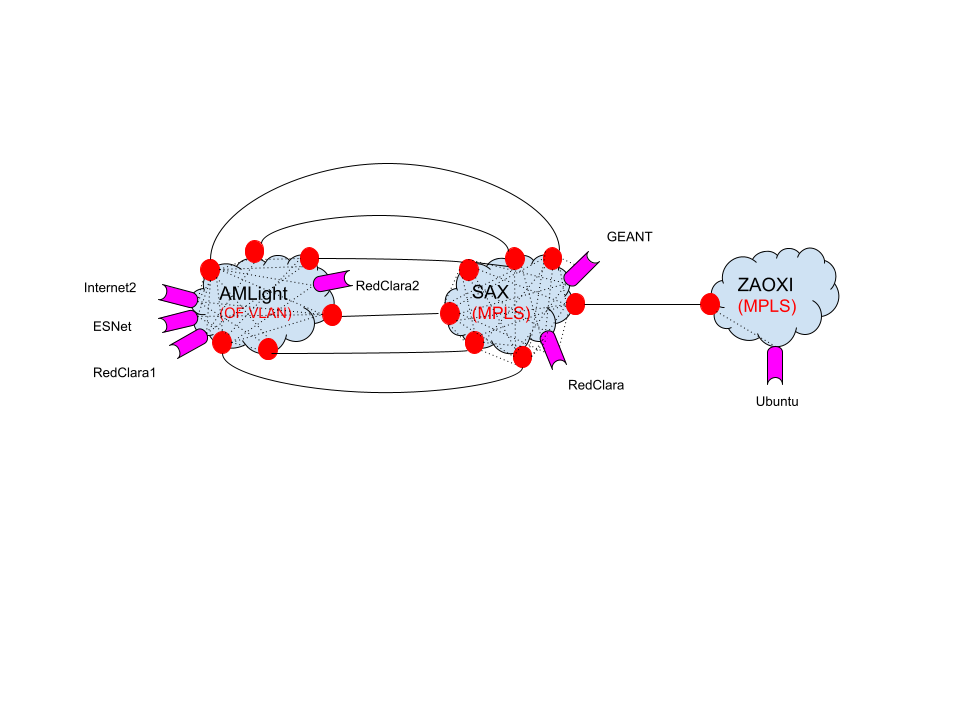 GEANT
Internet2
RedClara2
AMLight
(OF VLAN)
SAX
(MPLS)
ZAOXI
(MPLS)
ESNet
RedClara1
RedClara
Ubuntu